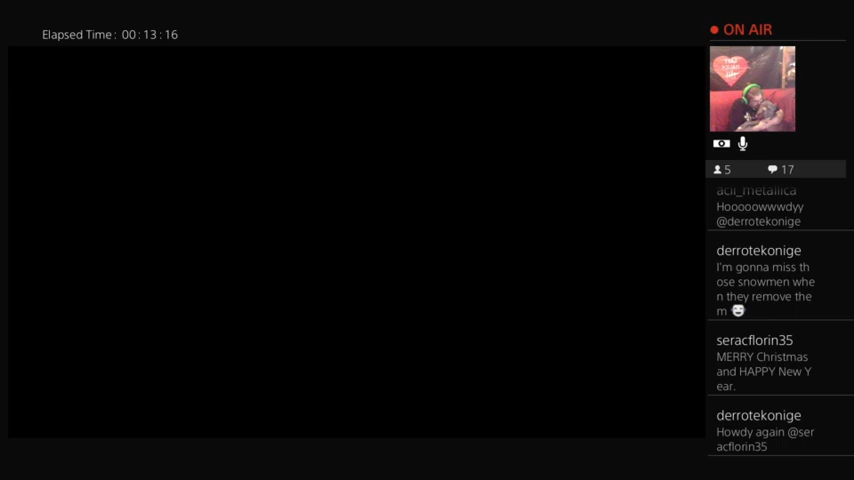 Elapsed Time: 00:13:16
ON AIR
5
17
acii_metallica
Hooooowwwdyy
@derrotekonige
derrotekonige
I'm gonna miss th
ose snowmen whe
n they remove the
m
seracflorin35
MERRY Christmas
and HAPPY New Y
ear.
derrotekonige
Howdy again @ser
acflorin35